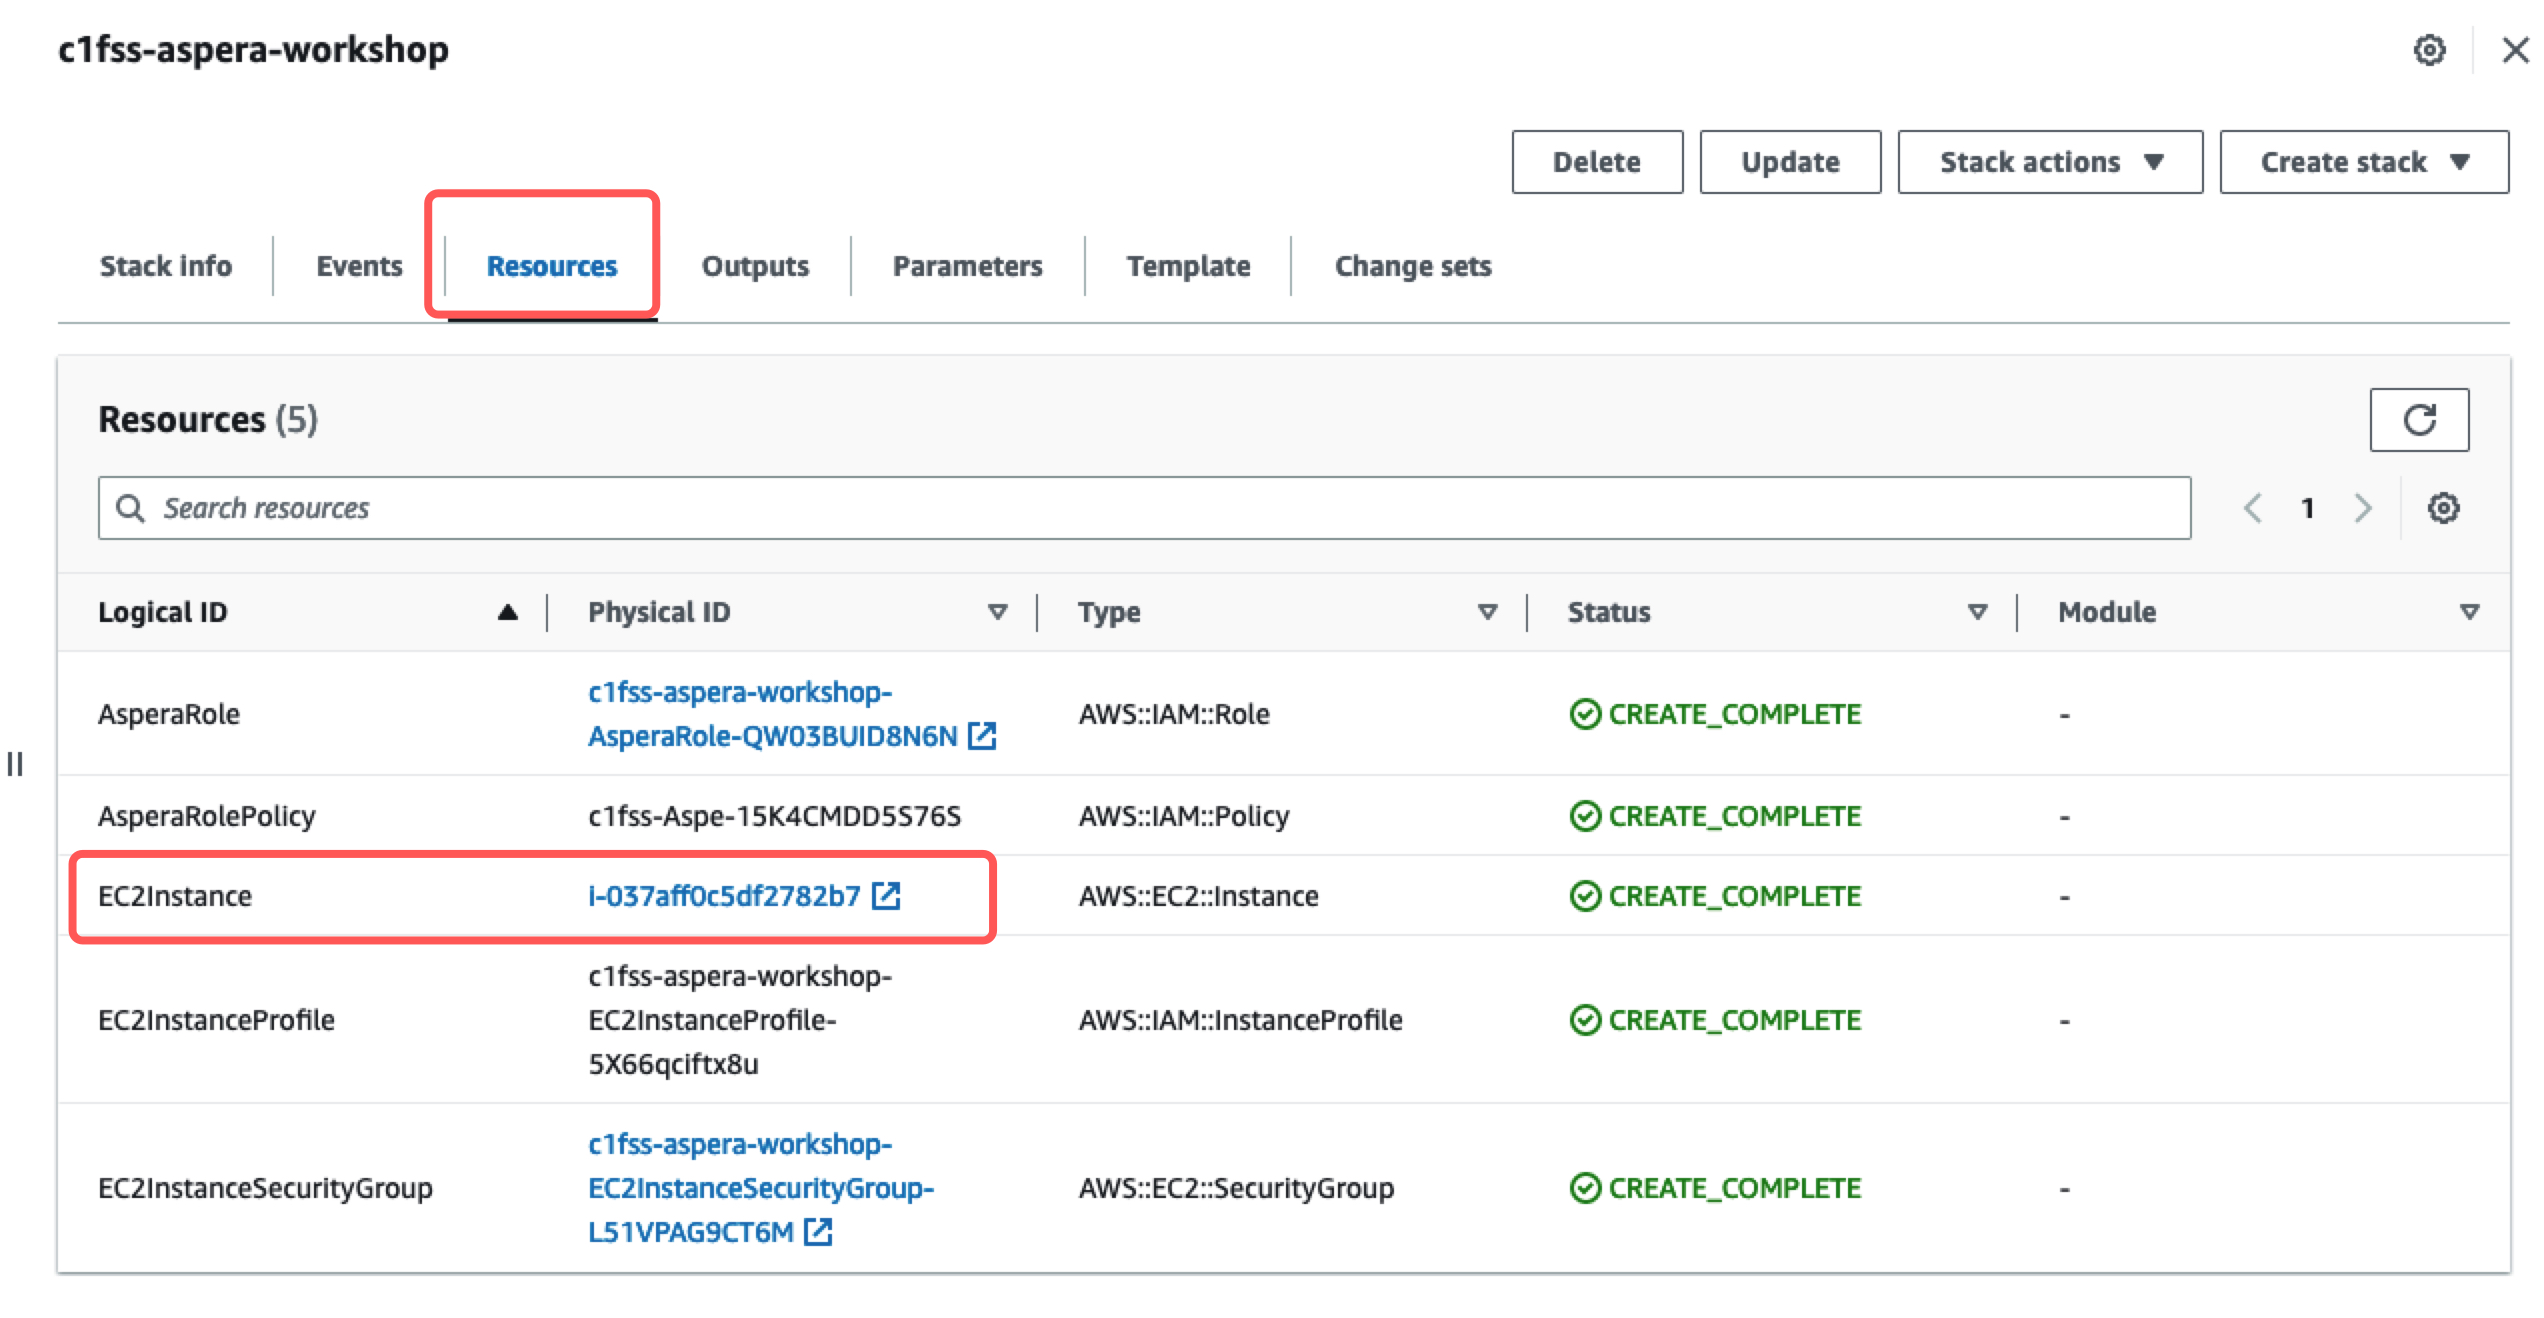 c1fss-aspera-workshop
Delete
Update
Stack actions
Create stack
Stack info
Events
Resources
Outputs
Parameters
Template
Change sets
Resources (5)
Search resources
1
Logical ID
Physical ID
Type
Status
Module
AsperaRole
c1fss-aspera-workshop-
AsperaRole-QW03BUID8N6N
AWS::IAM::Role
CREATE_COMPLETE
-
AsperaRolePolicy
c1fss-Aspe-15K4CMDD5S76S
AWS::IAM::Policy
CREATE_COMPLETE
-
EC2Instance
i-037aff0c5df2782b7
AWS::EC2::Instance
CREATE_COMPLETE
-
EC2InstanceProfile
c1fss-aspera-workshop-
EC2InstanceProfile-
5X66qciftx8u
AWS::IAM::InstanceProfile
CREATE_COMPLETE
-
EC2InstanceSecurityGroup
c1fss-aspera-workshop-
EC2InstanceSecurityGroup-
L51VPAG9CT6M
AWS::EC2::SecurityGroup
CREATE_COMPLETE
-